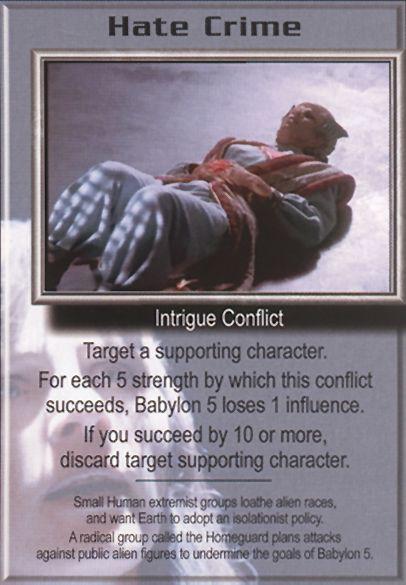 Hate Crime
Intrigue Conflict
Target a supporting character.
For each 5 strength by which this conflict
succeeds, Babylon 5 loses 1 influence.
If you succeed by 10 or more,
discard target supporting character.
Small Human extremist groups loathe alien races,
and want Earth to adopt an isolationist policy.
A radical group called the Homeguard plans attacks
against public alien figures to undermine the goals of Babylon 5.